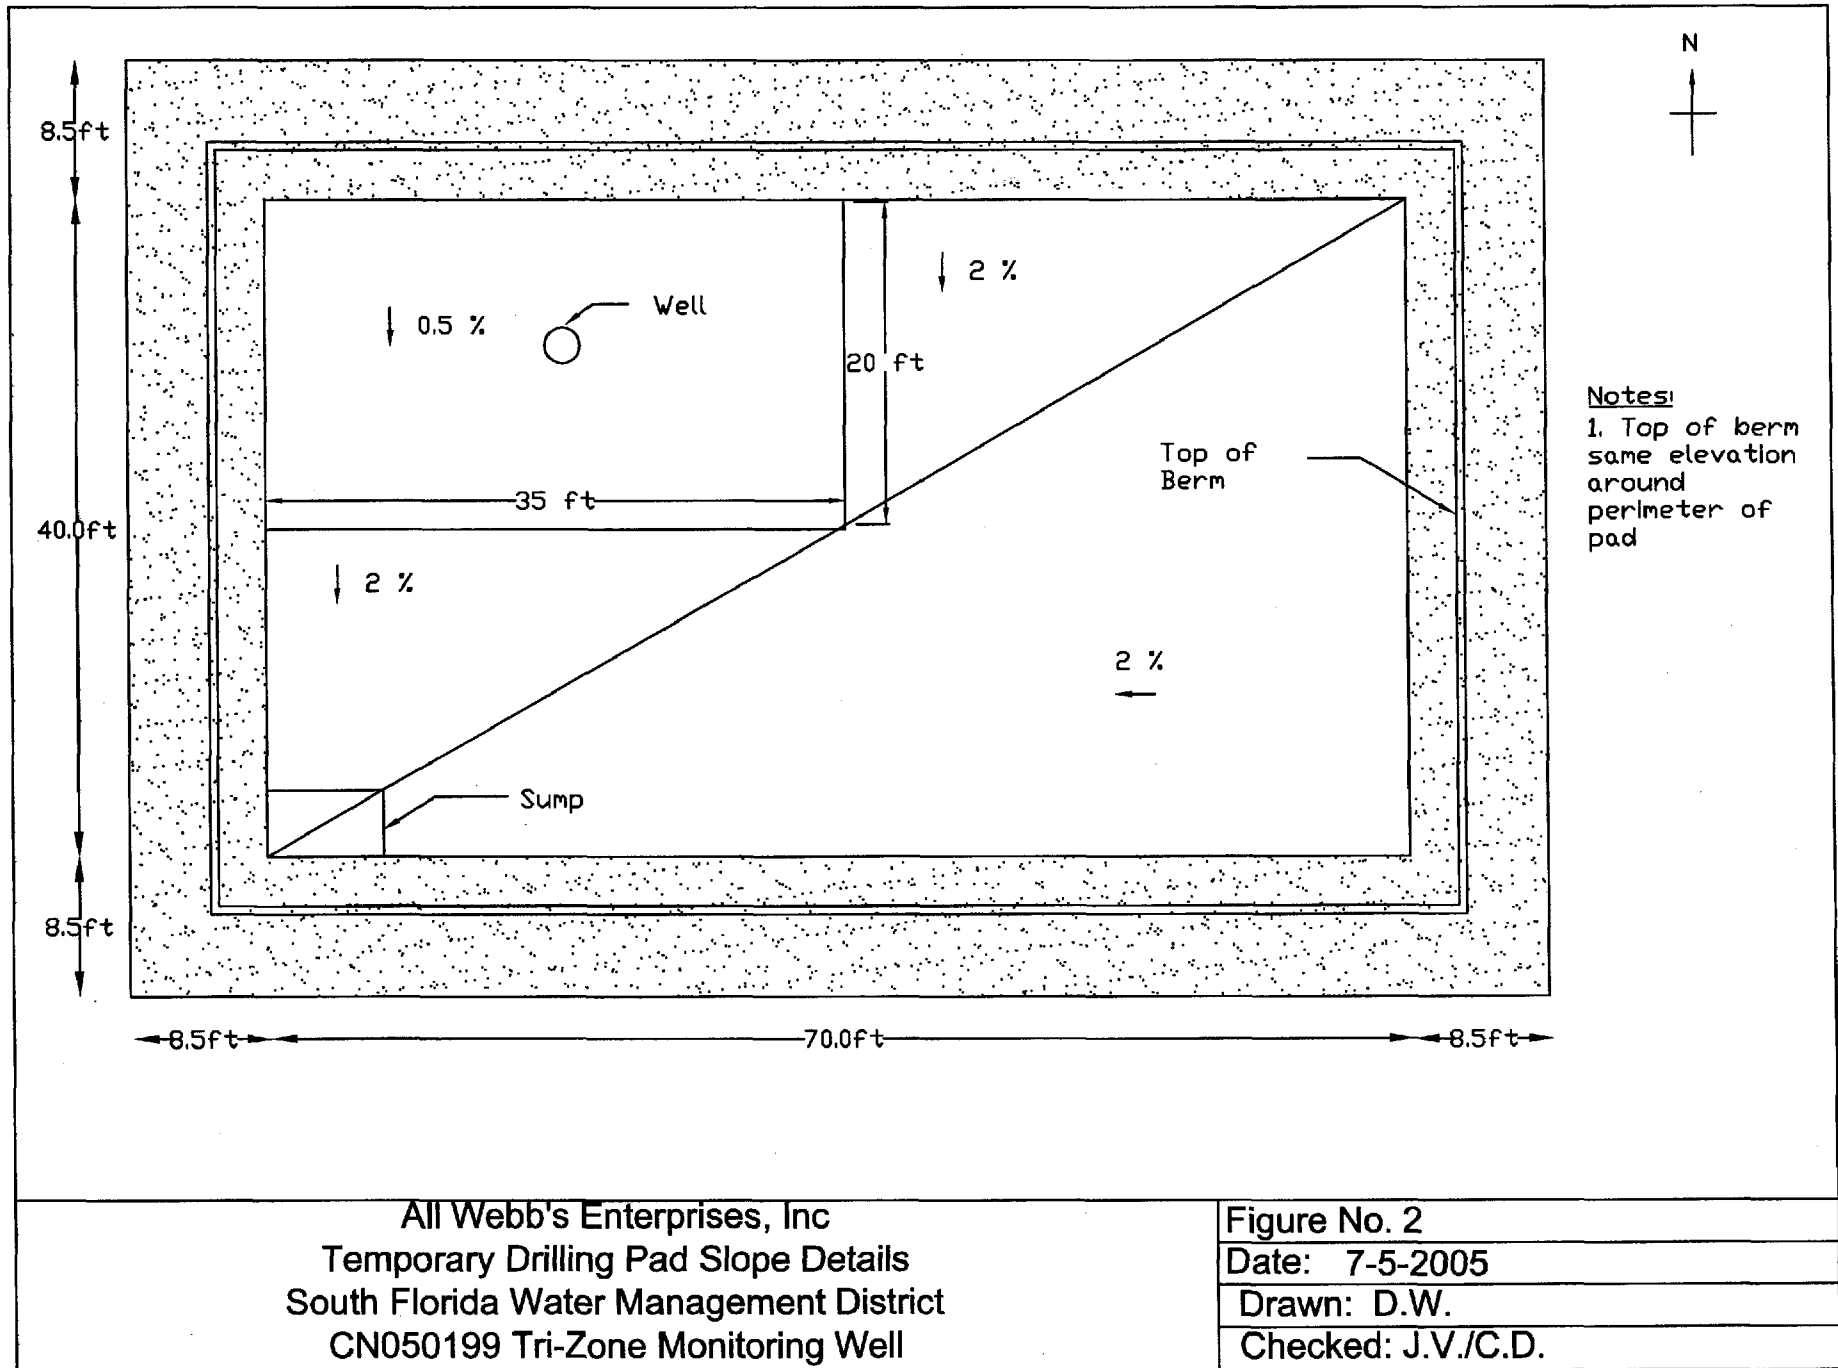 N
8.5ft
2 %
Well
0.5 %
20 ft
Notes:
1. Top of berm
same elevation
around
perimeter of
pad
Top of
Berm
35 ft
40.0ft
2 %
2 %
Sump
8.5ft
8.5ft
70.0ft
8.5ft
All Webb's Enterprises, Inc
Temporary Drilling Pad Slope Details
South Florida Water Management District
CN050199 Tri-Zone Monitoring Well
Figure No. 2
Date: 7-5-2005
Drawn: D.W.
Checked: J.V./C.D.